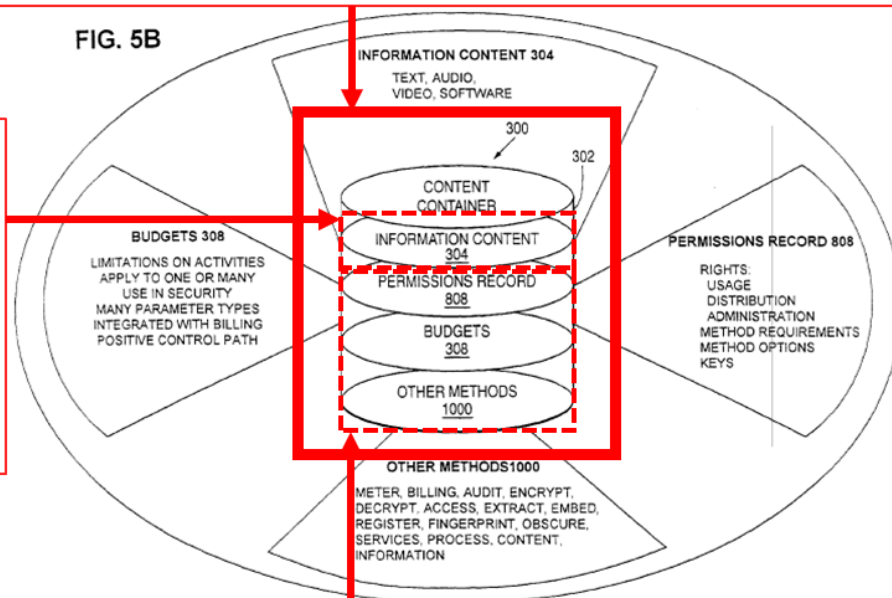 FIG. 5B
INFORMATION CONTENT 304
TEXT, AUDIO,
VIDEO, SOFTWARE
300
302
CONTENT
CONTAINER
INFORMATION CONTENT
304
PERMISSIONS RECORD
808
BUDGETS
308
OTHER METHODS
1000
BUDGETS 308
LIMITATIONS ON ACTIVITIES
APPLY TO ONE OR MANY
USE IN SECURITY
MANY PARAMETER TYPES
INTEGRATED WITH BILLING
POSITIVE CONTROL PATH
PERMISSIONS RECORD 808
RIGHTS:
USAGE
DISTRIBUTION
ADMINISTRATION
METHOD REQUIREMENTS
METHOD OPTIONS
KEYS
OTHER METHODS1000
METER, BILLING, AUDIT, ENCRYPT,
DECRYPT, ACCESS, EXTRACT, EMBED,
REGISTER, FINGERPRINT, OBSCURE,
SERVICES, PROCESS, CONTENT,
INFORMATION